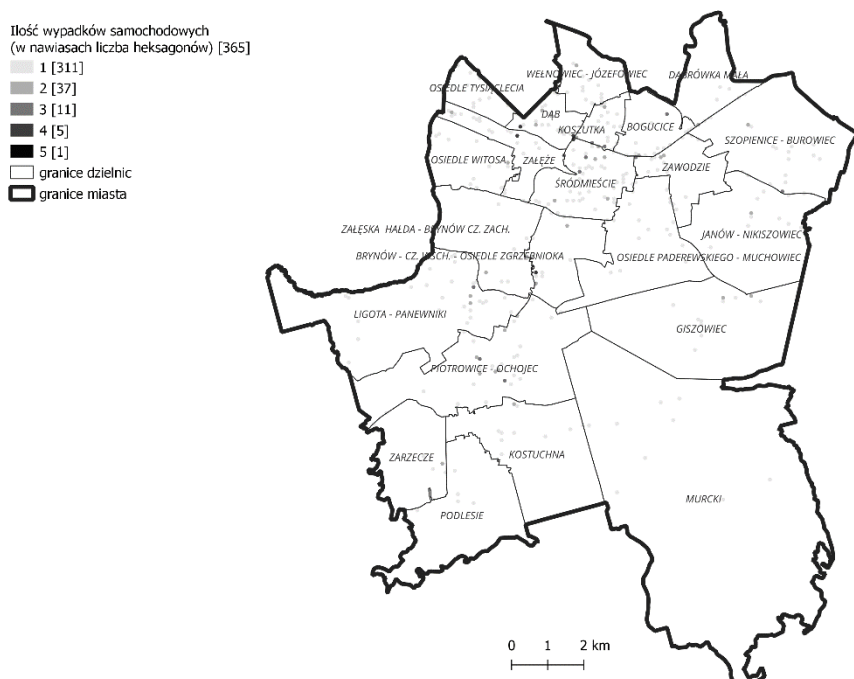 Ilość wypadków samochodowych
(w nawiasach liczba heksagonów) [365]
1 [311]
2 [37]
3 [11]
4 [5]
5 [1]
granice dzielnic
granice miasta
WEŁNOWIEC - JÓZEFOWIEC
DĄBRÓWKA MAŁA
OSIEDLE TYSIĄCLECIA
DĄB
KOSZUTKA
BOGUCICE
SZOPIENICE - BUROWIEC
OSIEDLE WITOSA
ZAŁĘŻE
ZAWODZIE
ŚRÓDMIEŚCIE
ZAŁĘSKA HAŁDA - BRYNÓW CZ. ZACH.
JANÓW - NIKISZOWIEC
BRYNÓW - CZ. WSCH. - OSIEDLE ZGRZEBNIOKA
OSIEDLE PADEREWSKIEGO - MUCHOWIEC
LIGOTA - PANEWNIKI
GISZOWIEC
PIOTROWICE - OCHOJEC
ZARZECZE
KOSTUCHNA
MURCKI
PODLESIE
0 1 2 km